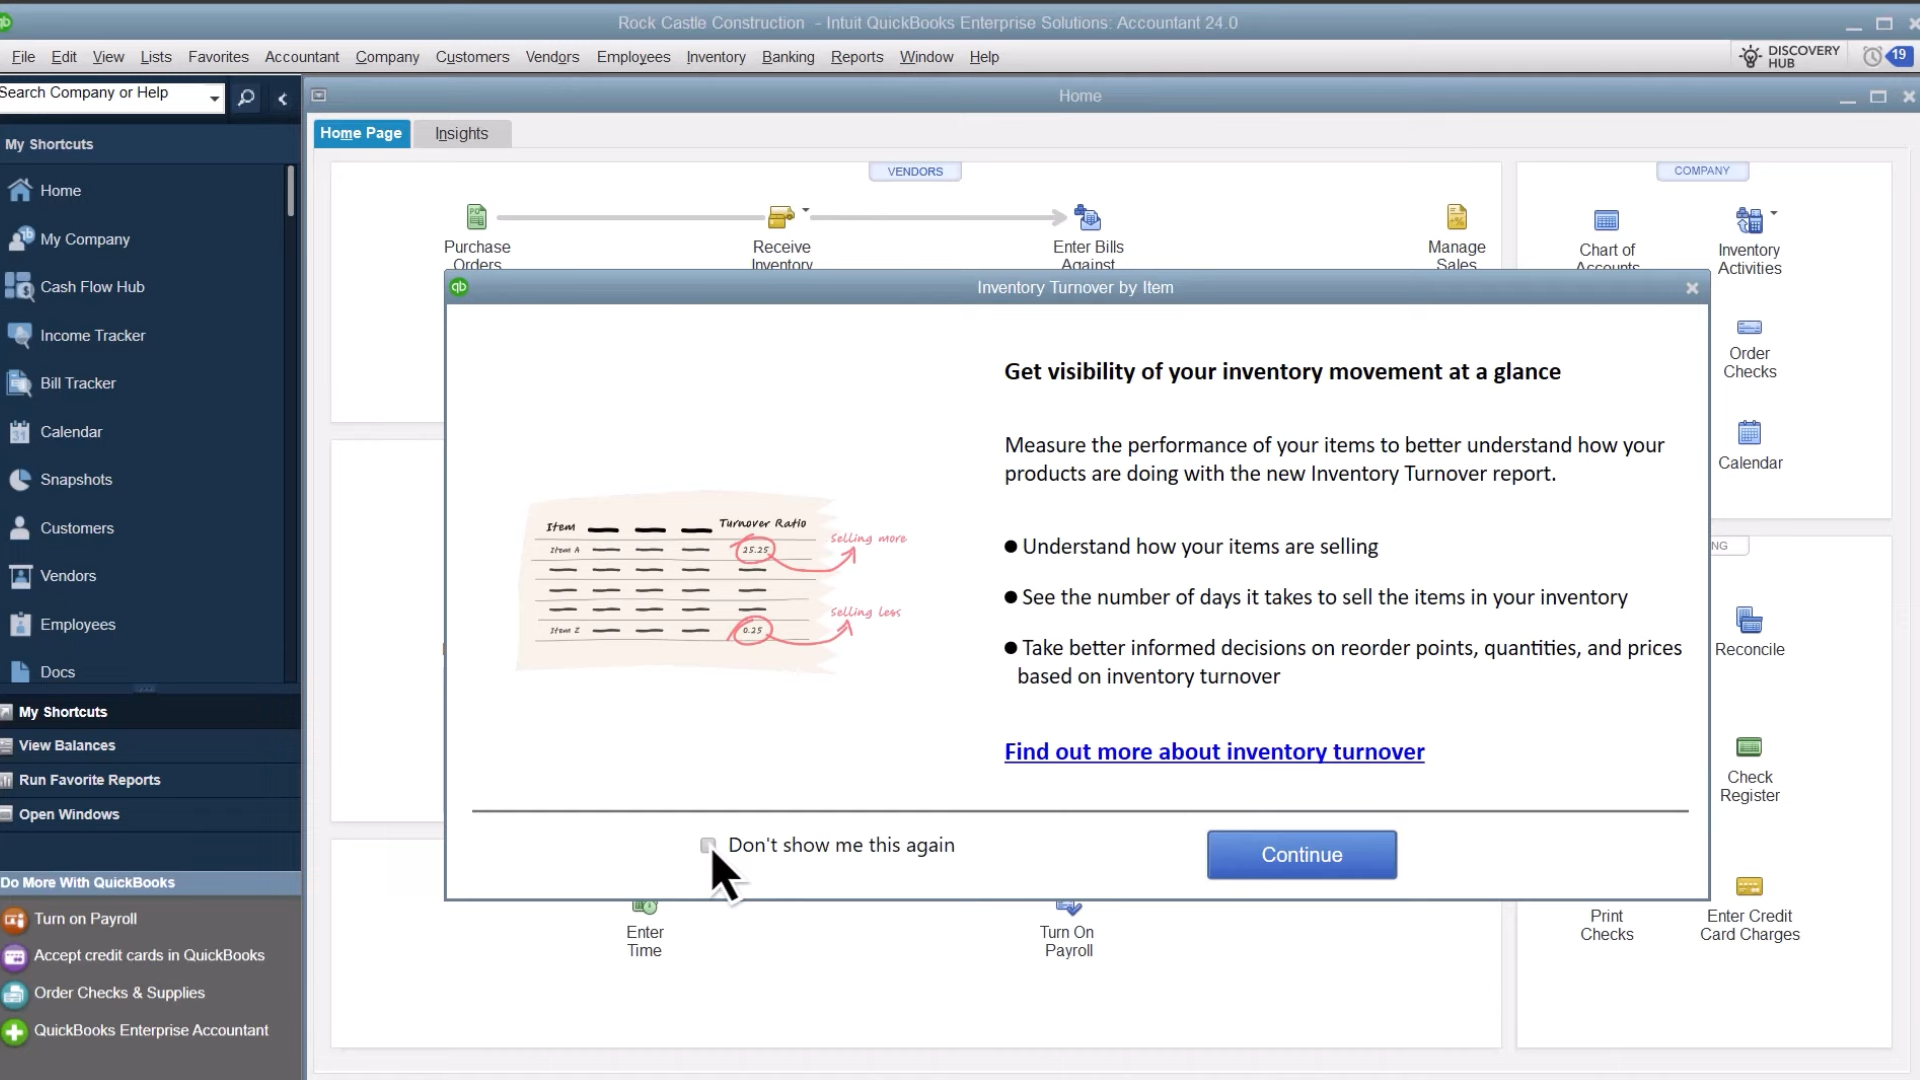 Rock Castle Construction - Intuit QuickBooks Enterprise Solutions: Accountant 24.0
File Edit View Lists Favorites Accountant Company Customers Vendors Employees Inventory Banking Reports Window Help
DISCOVERY HUB
19
Search Company or Help
Home
My Shortcuts
Home
My Company
Cash Flow Hub
Income Tracker
Bill Tracker
31
Calendar
Snapshots
Customers
Vendors
Employees
Docs
My Shortcuts
View Balances
Run Favorite Reports
Open Windows
Do More With QuickBooks
Turn on Payroll
Accept credit cards in QuickBooks
Order Checks & Supplies
QuickBooks Enterprise Accountant
Home Page
Insights
VENDORS
Purchase
Orders
Receive
Inventory
Enter Bills
Against
Manage
Sales
COMPANY
Chart of
Accounts
Inventory
Activities
Order
Checks
Calendar
NG
Reconcile
Check
Register
Print
Checks
Enter Credit
Card Charges
Enter
Time
Turn On
Payroll
qb
Inventory Turnover by Item
Item Turnover Ratio
Item A 25.25
Selling more
Item Z 0.25
Selling less
Get visibility of your inventory movement at a glance
Measure the performance of your items to better understand how your
products are doing with the new Inventory Turnover report.
● Understand how your items are selling
● See the number of days it takes to sell the items in your inventory
● Take better informed decisions on reorder points, quantities, and prices
based on inventory turnover
Find out more about inventory turnover
Don't show me this again
Continue